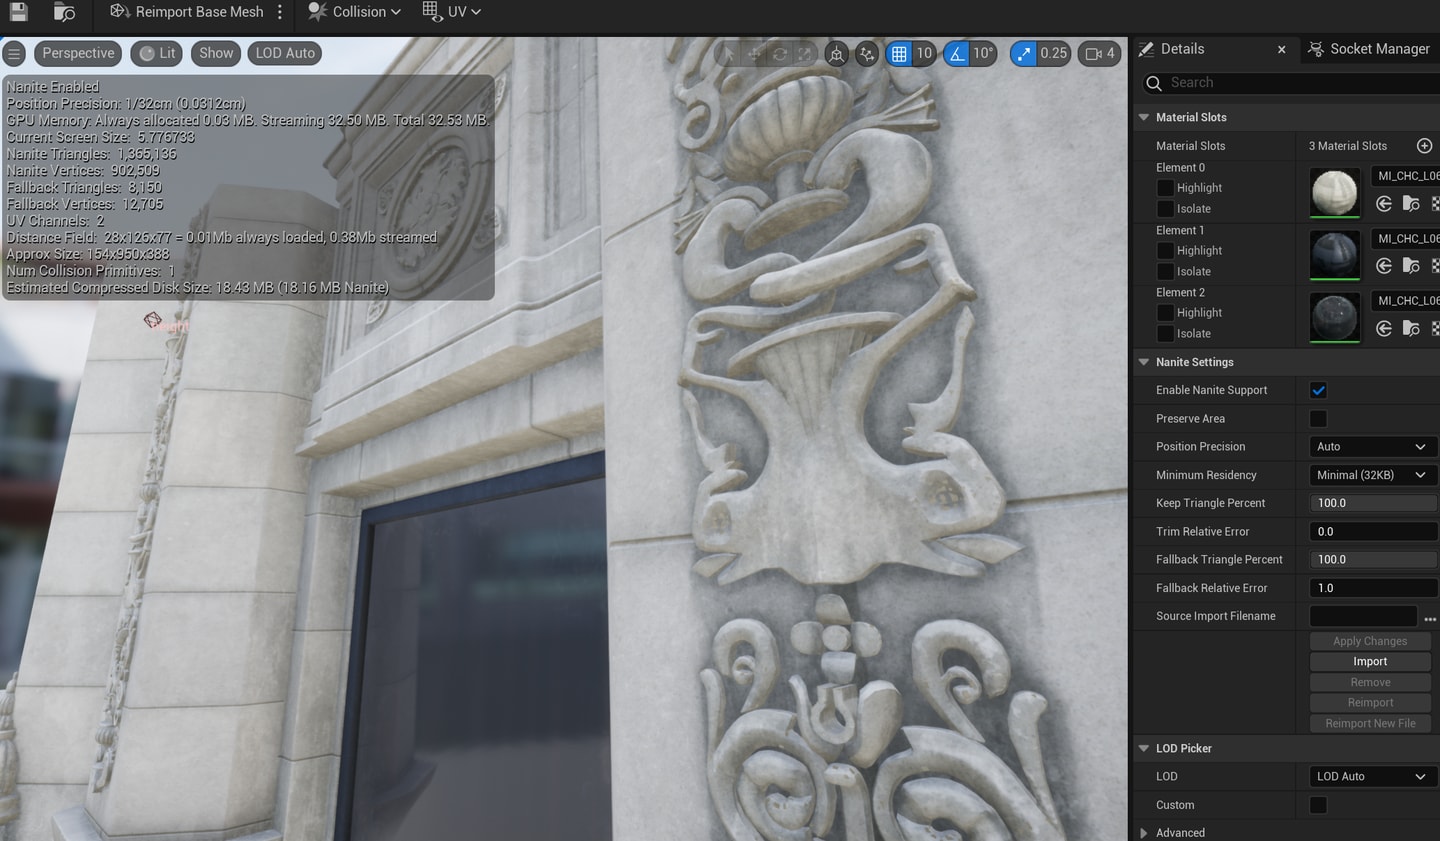 Reimport Base Mesh
Collision
UV
Perspective
Lit
Show
LOD Auto
10
10°
0.25
4
Nanite Enabled
Position Precision: 1/32cm (0.0312cm)
GPU Memory: Always allocated 0.03 MB. Streaming 32.50 MB. Total 32.53 MB.
Current Screen Size: 5.776733
Nanite Triangles: 1,365,136
Nanite Vertices: 902,509
Fallback Triangles: 8,150
Fallback Vertices: 12,705
UV Channels: 2
Distance Field: 28x126x77 = 0.01Mb always loaded, 0.38Mb streamed
Approx Size: 154x950x388
Num Collision Primitives: 1
Estimated Compressed Disk Size: 18.43 MB (18.16 MB Nanite)
Details
Socket Manager
Search
Material Slots
Material Slots
3 Material Slots
Element 0
Highlight
Isolate
MI_CHC_L06
Element 1
Highlight
Isolate
MI_CHC_L06
Element 2
Highlight
Isolate
MI_CHC_L06
Nanite Settings
Enable Nanite Support
Preserve Area
Position Precision
Auto
Minimum Residency
Minimal (32KB)
Keep Triangle Percent
100.0
Trim Relative Error
0.0
Fallback Triangle Percent
100.0
Fallback Relative Error
1.0
Source Import Filename
Apply Changes
Import
Remove
Reimport
Reimport New File
LOD Picker
LOD
LOD Auto
Custom
Advanced